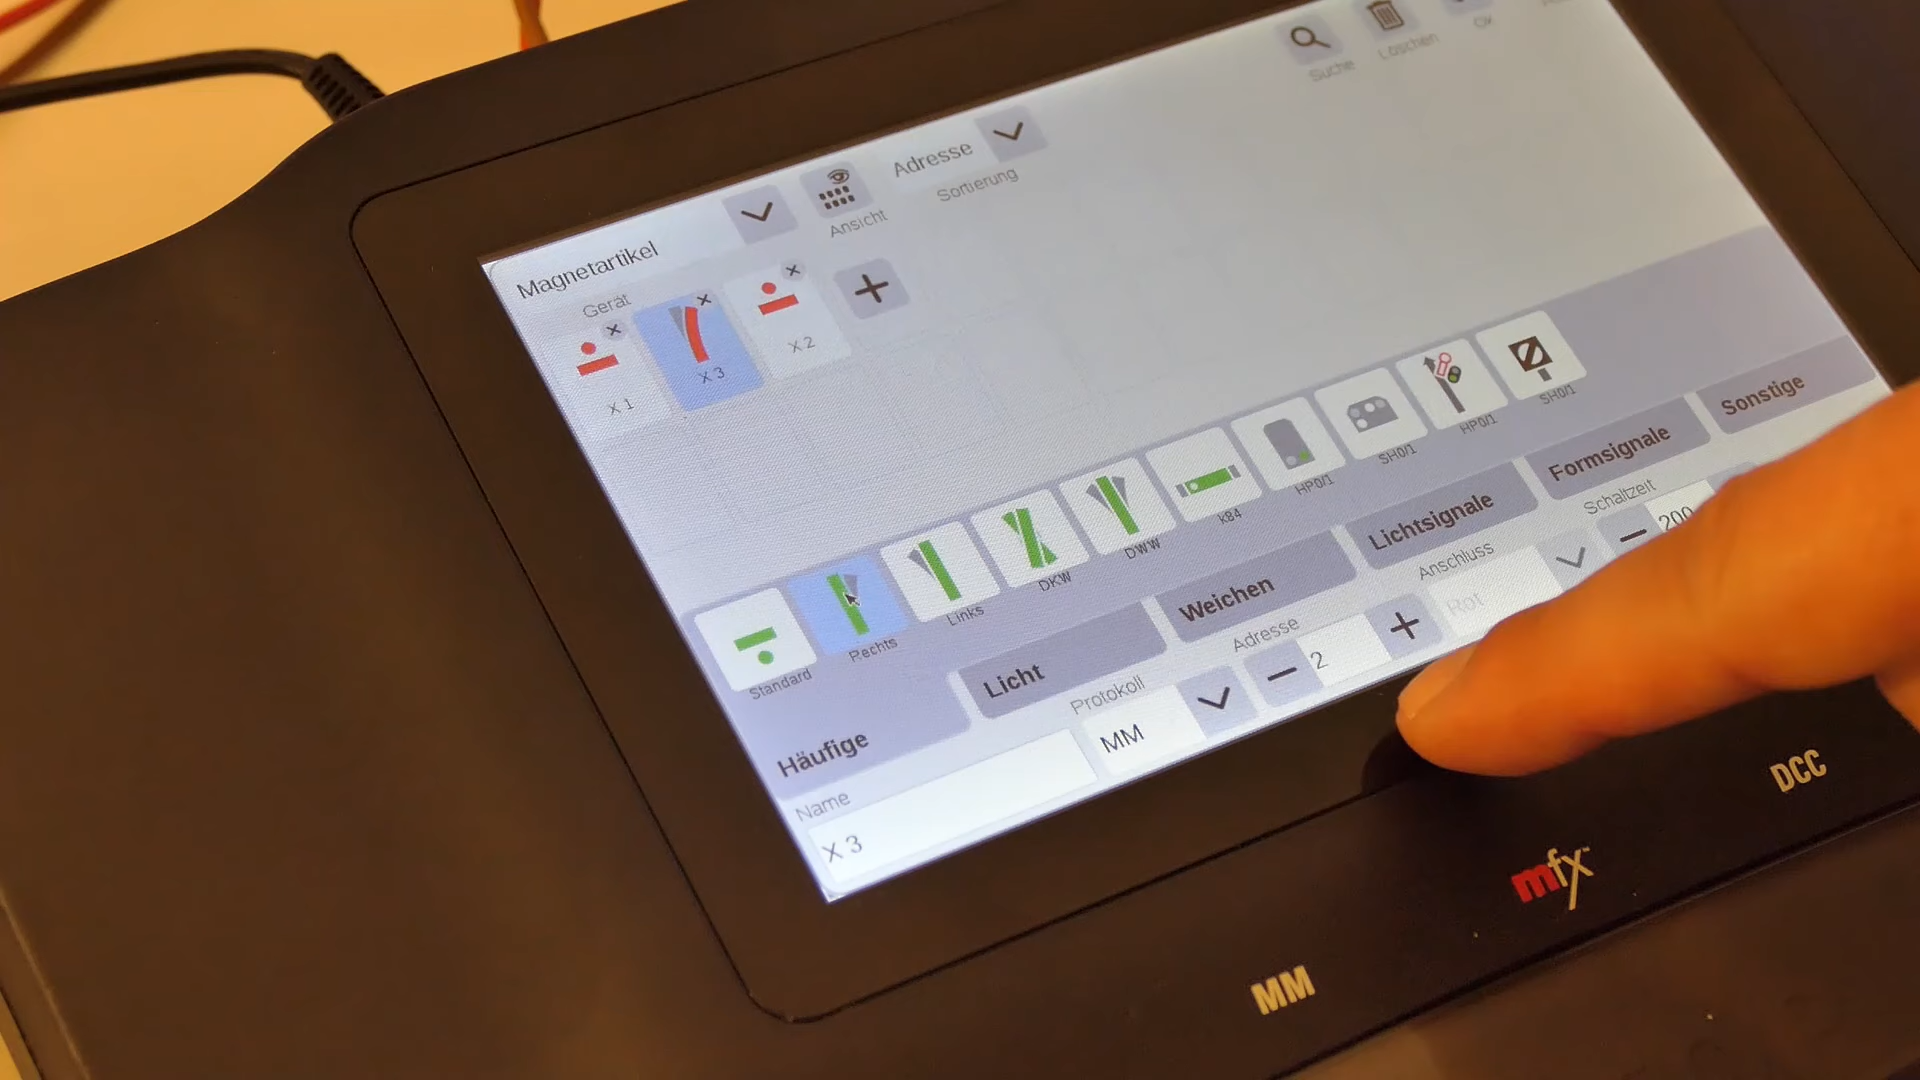 Suche
Löschen
Ok
Magnetartikel
Gerät
Ansicht
Adresse
Sortierung
X 1
X 3
X 2
Standard
Rechts
Links
DKW
DWW
k84
HP0/1
SH0/1
HP0/1
SH0/1
Häufige
Licht
Weichen
Lichtsignale
Formsignale
Sonstige
Name
X 3
Protokoll
MM
Adresse
2
Anschluss
Rot
Schaltzeit
200
MM
mfx
DCC